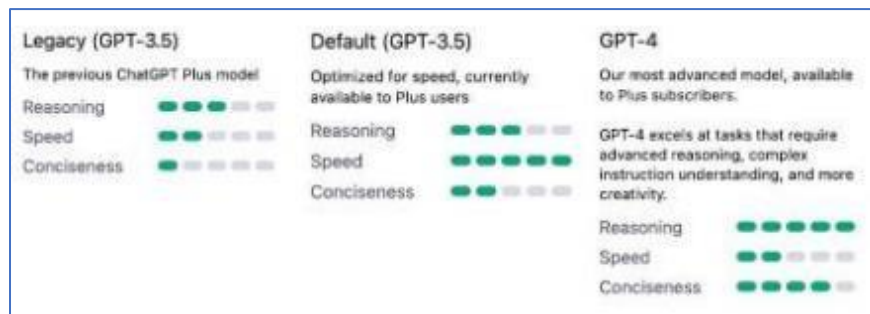 Legacy (GPT-3.5)
The previous ChatGPT Plus model
Reasoning
Speed
Conciseness
Default (GPT-3.5)
Optimized for speed, currently
available to Plus users
Reasoning
Speed
Conciseness
GPT-4
Our most advanced model, available
to Plus subscribers.
GPT-4 excels at tasks that require
advanced reasoning, complex
instruction understanding, and more
creativity.
Reasoning
Speed
Conciseness